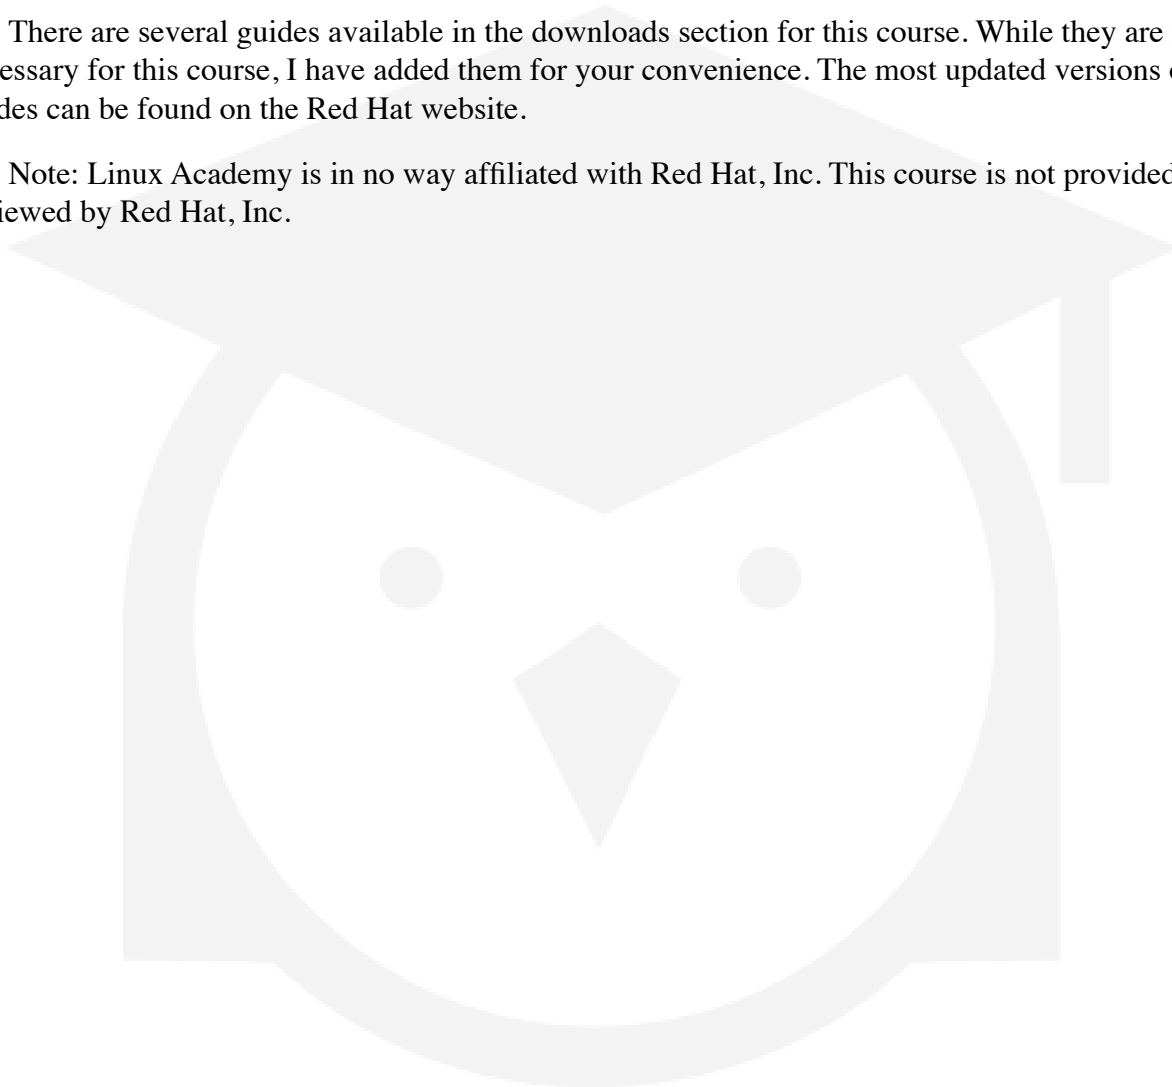 There are several guides available in the downloads section for this course. While they are
essary for this course, I have added them for your convenience. The most updated versions
des can be found on the Red Hat website.
Note: Linux Academy is in no way affiliated with Red Hat, Inc. This course is not provided
iewed by Red Hat, Inc.